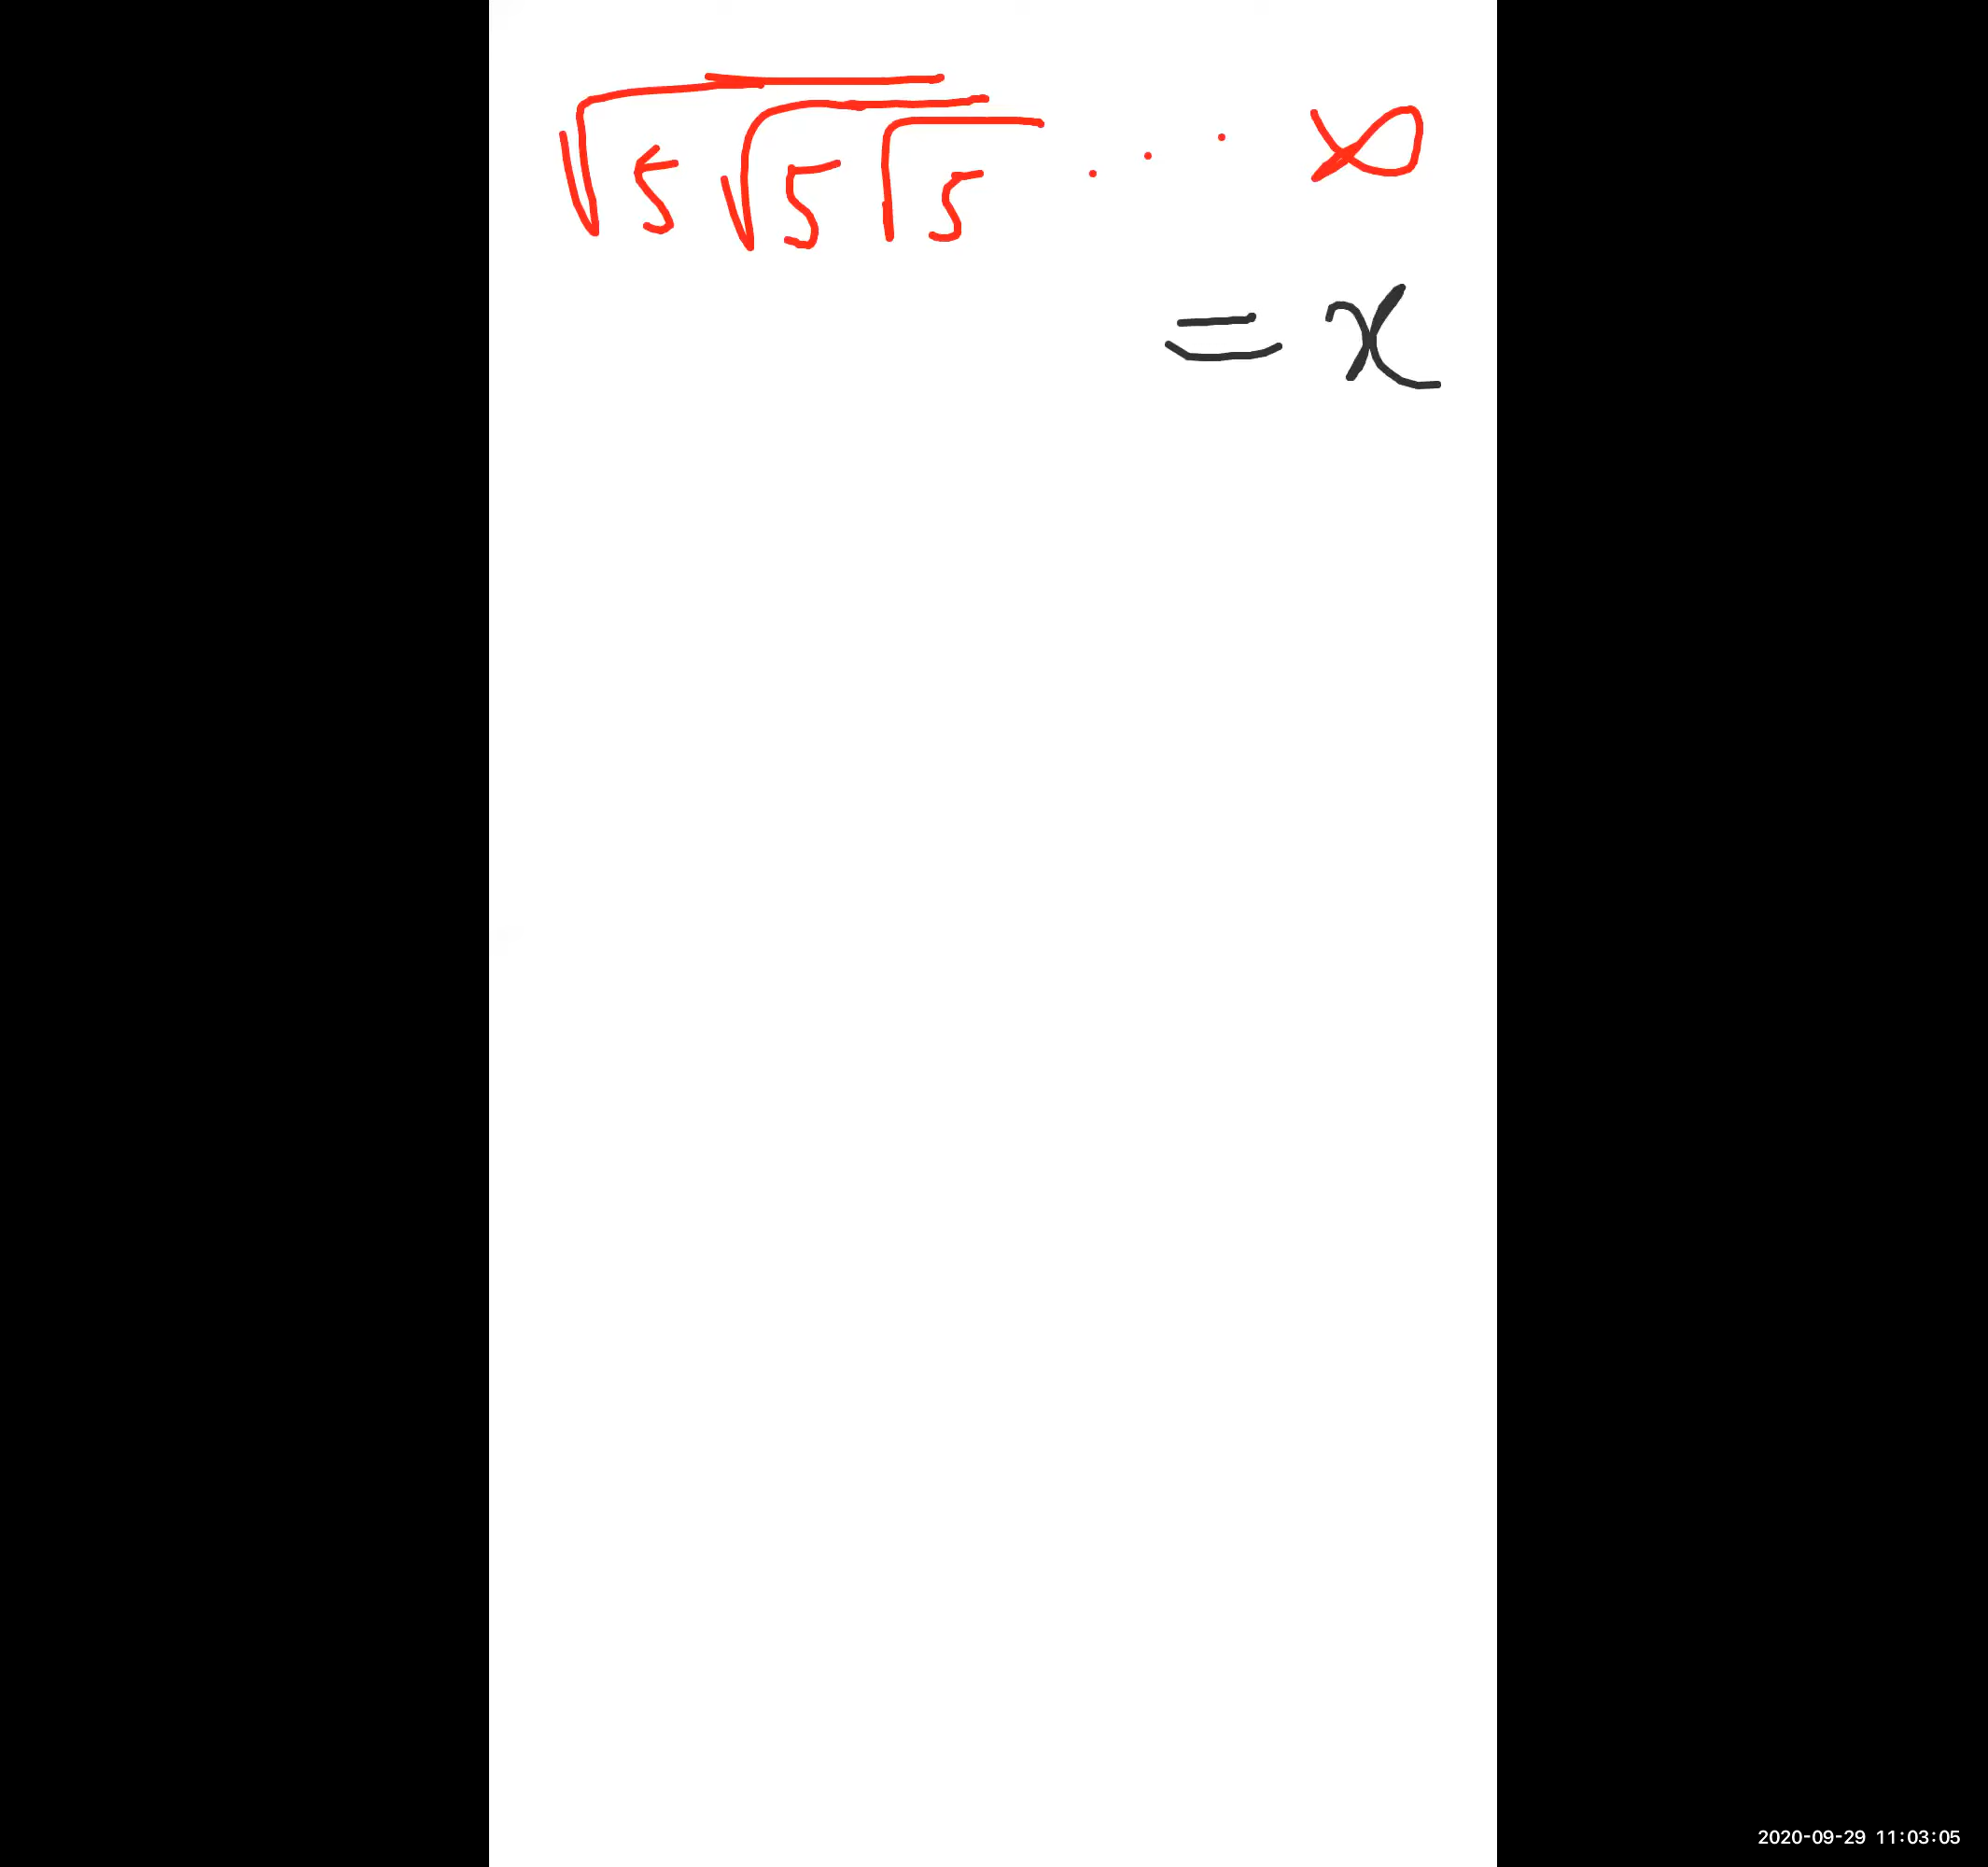 √5√5√5 . . . ∞
= x
2020-09-29 11:03:05